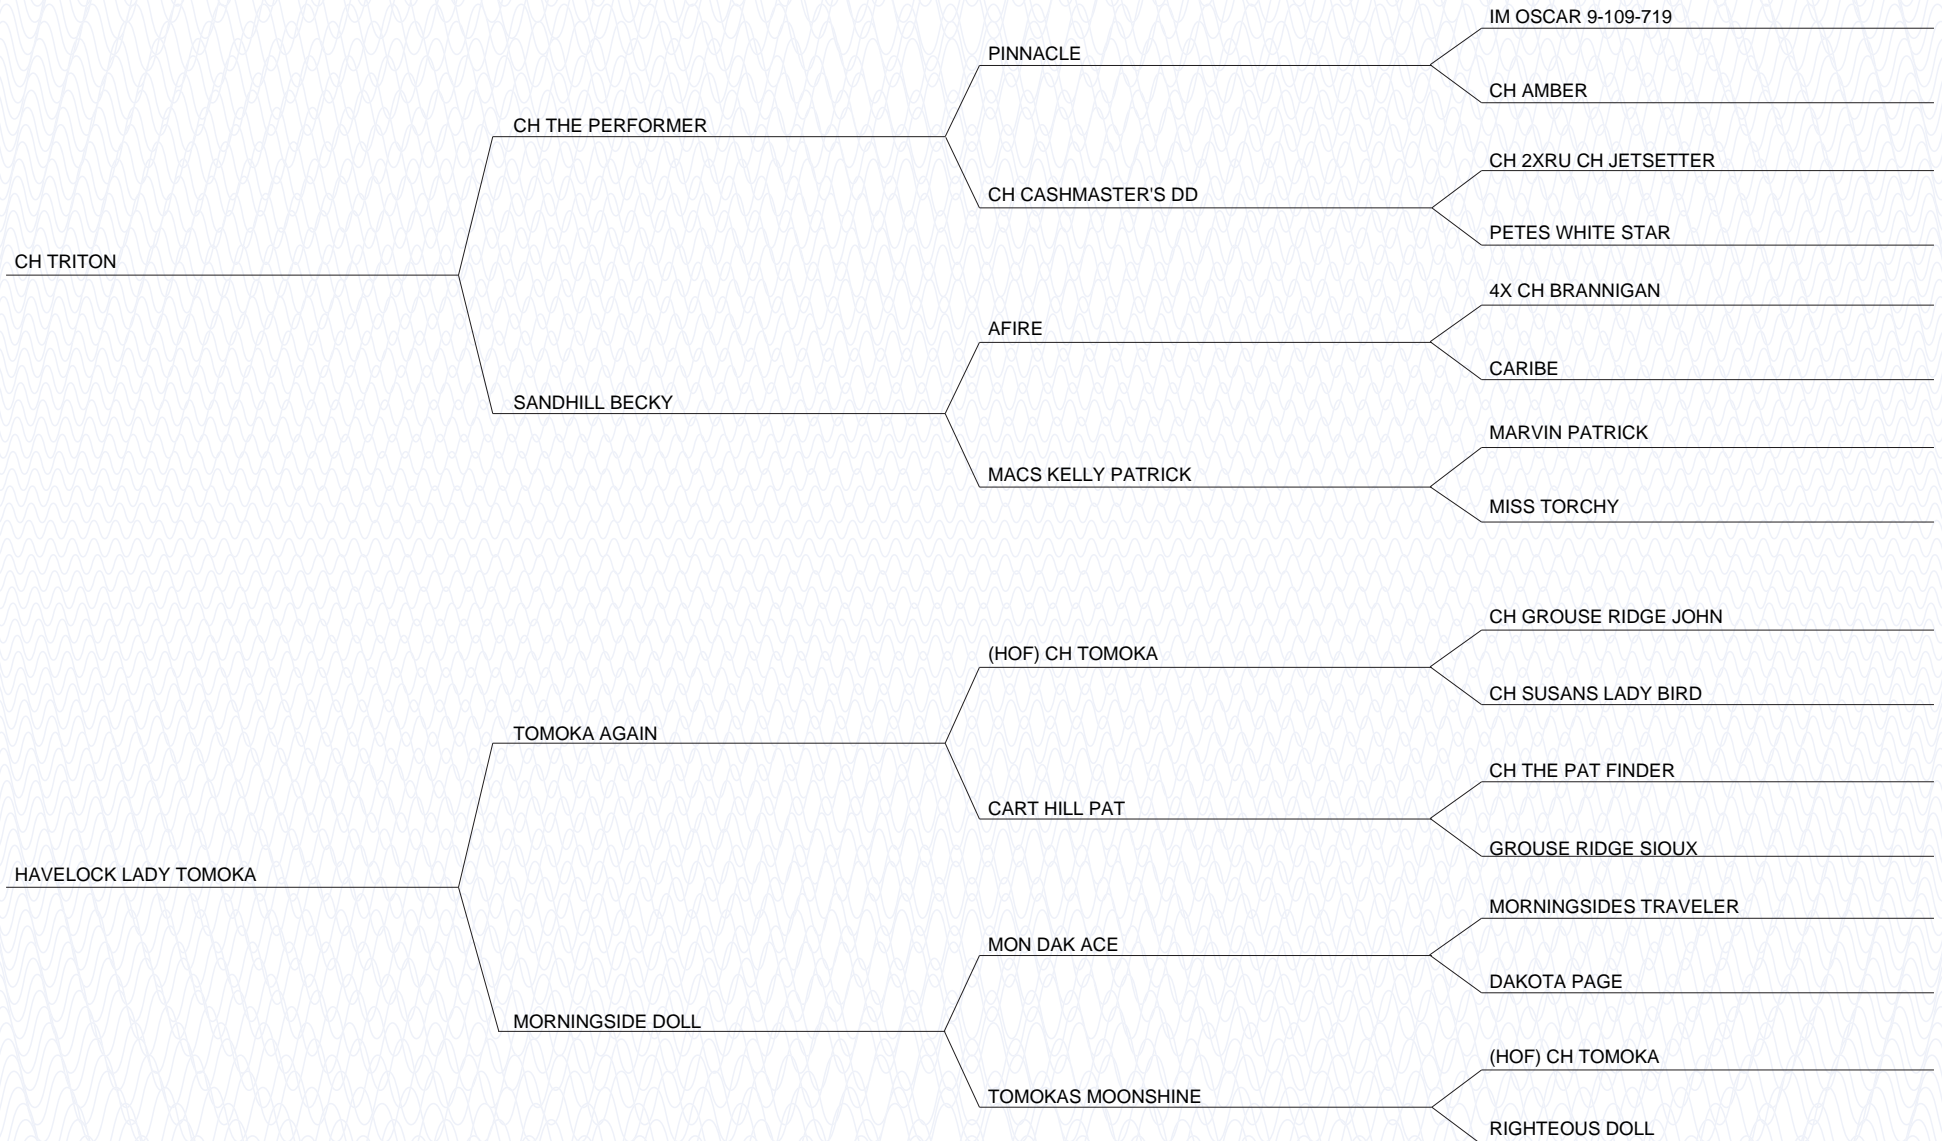 IM OSCAR 9-109-719
PINNACLE
CH AMBER
CH THE PERFORMER
CH 2XRU CH JETSETTER
CH CASHMASTER'S DD
PETES WHITE STAR
CH TRITON
4X CH BRANNIGAN
AFIRE
CARIBE
SANDHILL BECKY
MARVIN PATRICK
MACS KELLY PATRICK
MISS TORCHY
CH GROUSE RIDGE JOHN
(HOF) CH TOMOKA
CH SUSANS LADY BIRD
TOMOKA AGAIN
CH THE PAT FINDER
CART HILL PAT
GROUSE RIDGE SIOUX
HAVELOCK LADY TOMOKA
MORNINGSIDES TRAVELER
MON DAK ACE
DAKOTA PAGE
MORNINGSIDE DOLL
(HOF) CH TOMOKA
TOMOKAS MOONSHINE
RIGHTEOUS DOLL